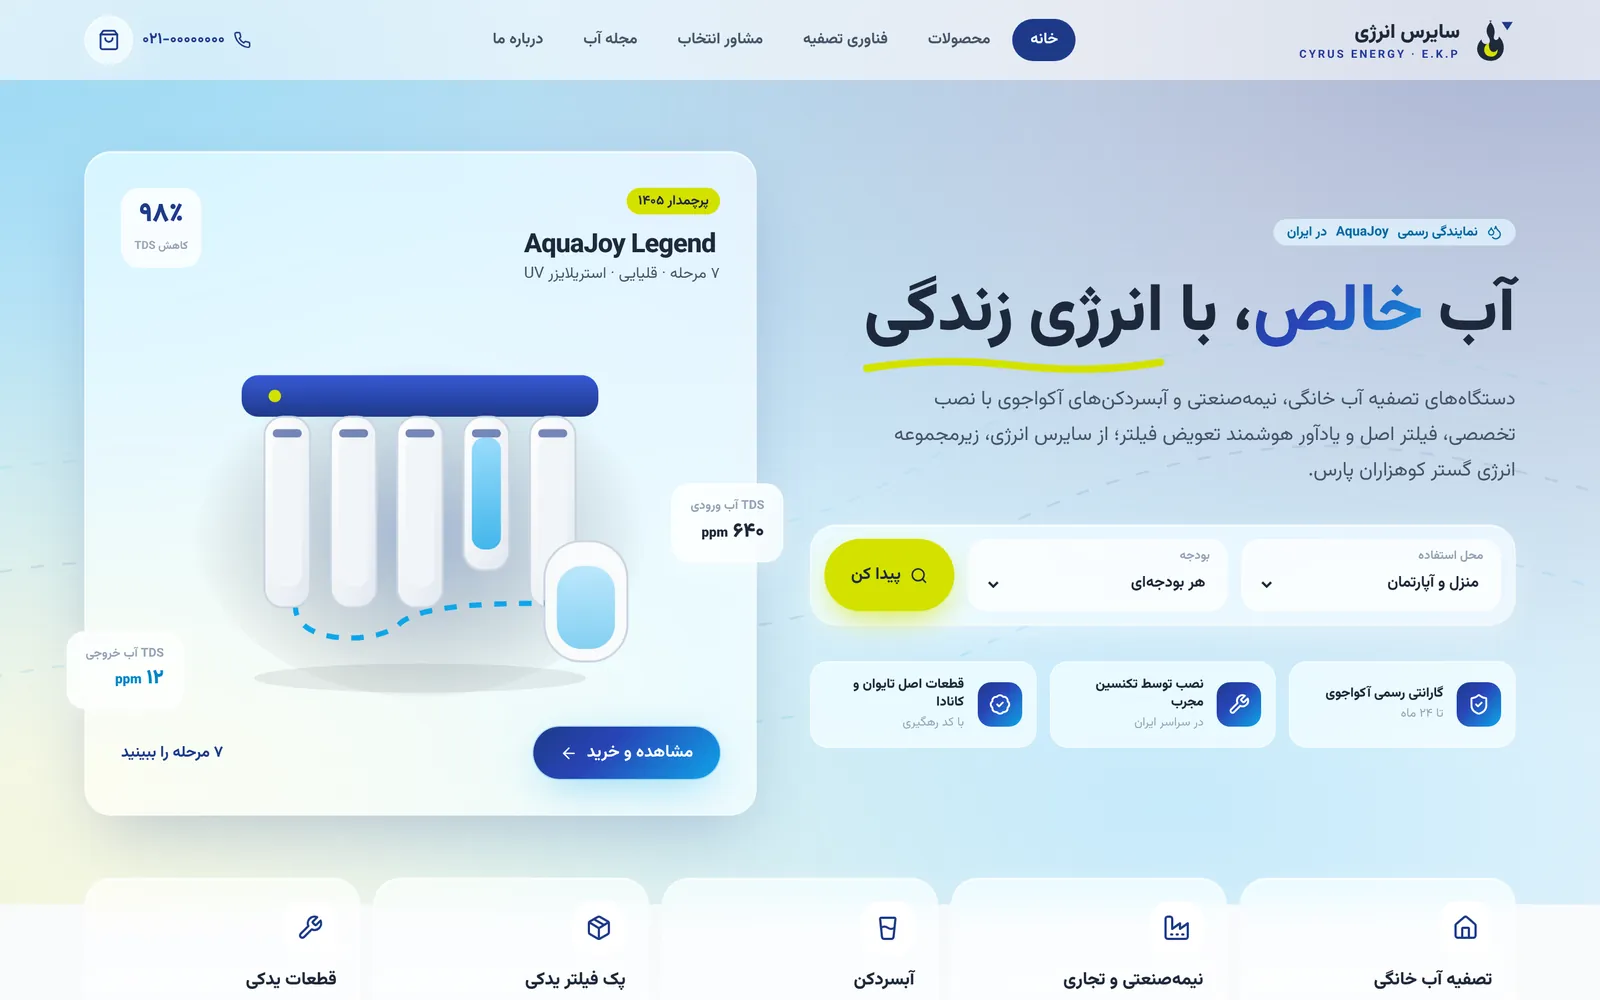 سایرس انرژی
CYRUS ENERGY · E.K.P
خانه
محصولات
فناوری تصفیه
مشاور انتخاب
مجله آب
درباره ما
۰۲۱-۰۰۰۰۰۰۰۰
نمایندگی رسمی AquaJoy در ایران
آب خالص، با انرژی زندگی
دستگاه‌های تصفیه آب خانگی، نیمه‌صنعتی و آبسردکن‌های آکواجوی با نصب
تخصصی، فیلتر اصل و یادآور هوشمند تعویض فیلتر؛ از سایرس انرژی، زیرمجموعه
انرژی گستر کوهزاران پارس.
محل استفاده
منزل و آپارتمان
بودجه
هر بودجه‌ای
پیدا کن
گارانتی رسمی آکواجوی
تا ۲۴ ماه
نصب توسط تکنسین
مجرب
در سراسر ایران
قطعات اصل تایوان و
کانادا
با کد رهگیری
پرچمدار ۱۴۰۵
AquaJoy Legend
۷ مرحله · قلیایی · استریلایزر UV
۹۸٪
کاهش TDS
TDS آب ورودی
۶۴۰ ppm
TDS آب خروجی
۱۲ ppm
مشاهده و خرید
۷ مرحله را ببینید
تصفیه آب خانگی
نیمه‌صنعتی و تجاری
آبسردکن
پک فیلتر یدکی
قطعات یدکی